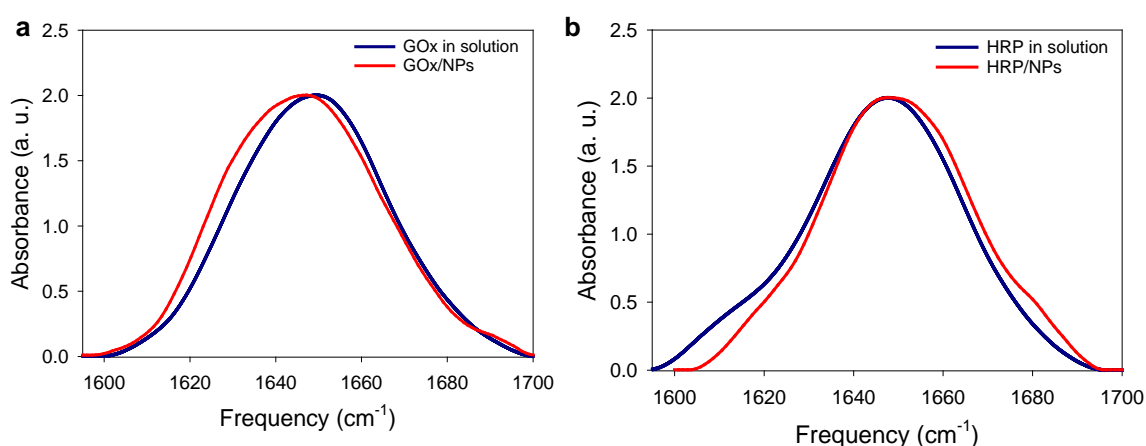 a
2.5
2.0
1.5
1.0
0.5
0.0
Absorbance (a. u.)
GOx in solution
GOx/NPs
1600 1620 1640 1660 1680 1700
Frequency (cm⁻¹)
b
2.5
2.0
1.5
1.0
0.5
0.0
Absorbance (a. u.)
HRP in solution
HRP/NPs
1600 1620 1640 1660 1680 1700
Frequency (cm⁻¹)